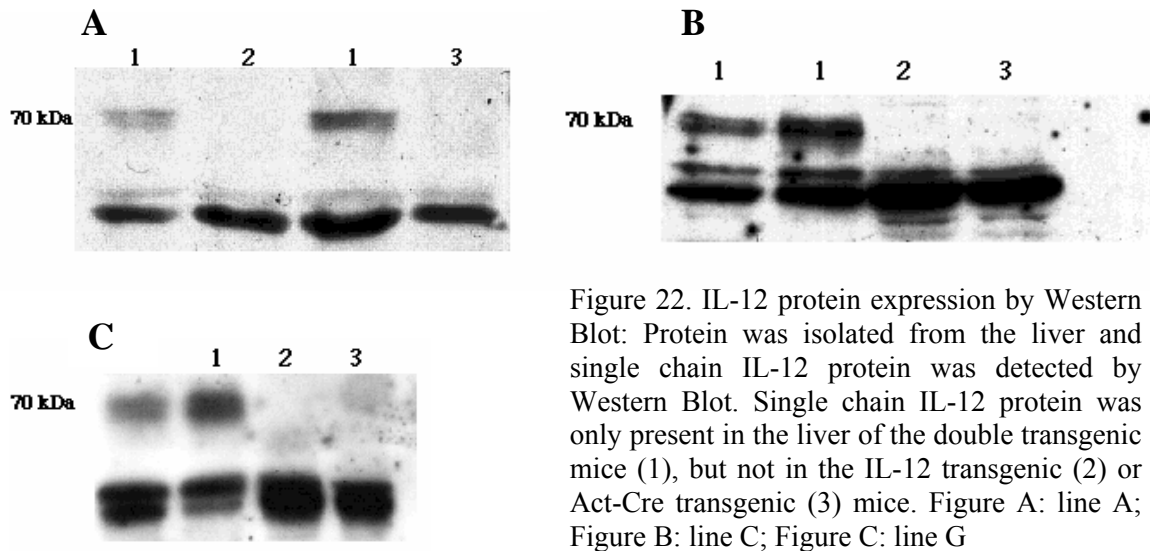 A
B
1 2 1 3
1 1 2 3
70 kDa
70 kDa
C
1 2 3
70 kDa
Figure 22. IL-12 protein expression by Western
Blot: Protein was isolated from the liver and
single chain IL-12 protein was detected by
Western Blot. Single chain IL-12 protein was
only present in the liver of the double transgenic
mice (1), but not in the IL-12 transgenic (2) or
Act-Cre transgenic (3) mice. Figure A: line A;
Figure B: line C; Figure C: line G